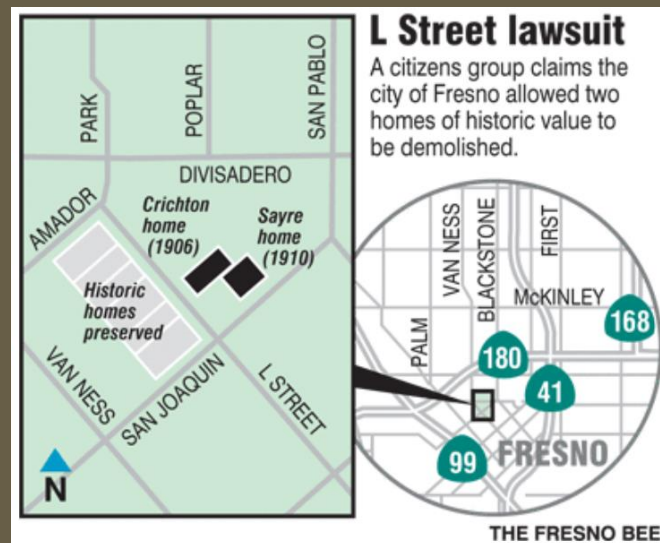 L Street lawsuit
A citizens group claims the
city of Fresno allowed two
homes of historic value to
be demolished.
PARK
POPLAR
SAN PABLO
DIVISADERO
AMADOR
Crichton
home
(1906)
Sayre
home
(1910)
Historic
homes
preserved
VAN NESS
SAN JOAQUIN
L STREET
N
VAN NESS
BLACKSTONE
FIRST
McKINLEY
PALM
168
180
41
99
FRESNO
THE FRESNO BEE